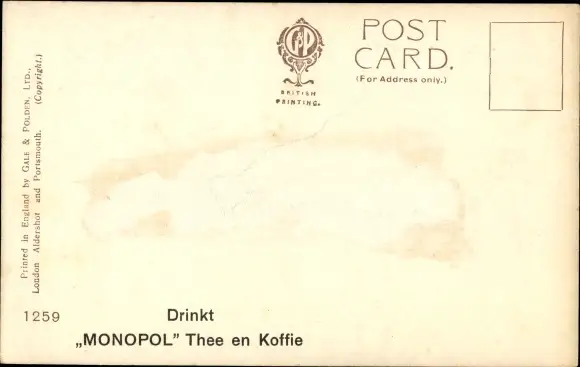 G&P
BRITISH
PRINTING.
POST
CARD.
(For Address only.)
Printed in England by GALE & POLDEN, LTD.,
London Aldershot and Portsmouth. (Copyright.)
1259
Drinkt
„MONOPOL” Thee en Koffie